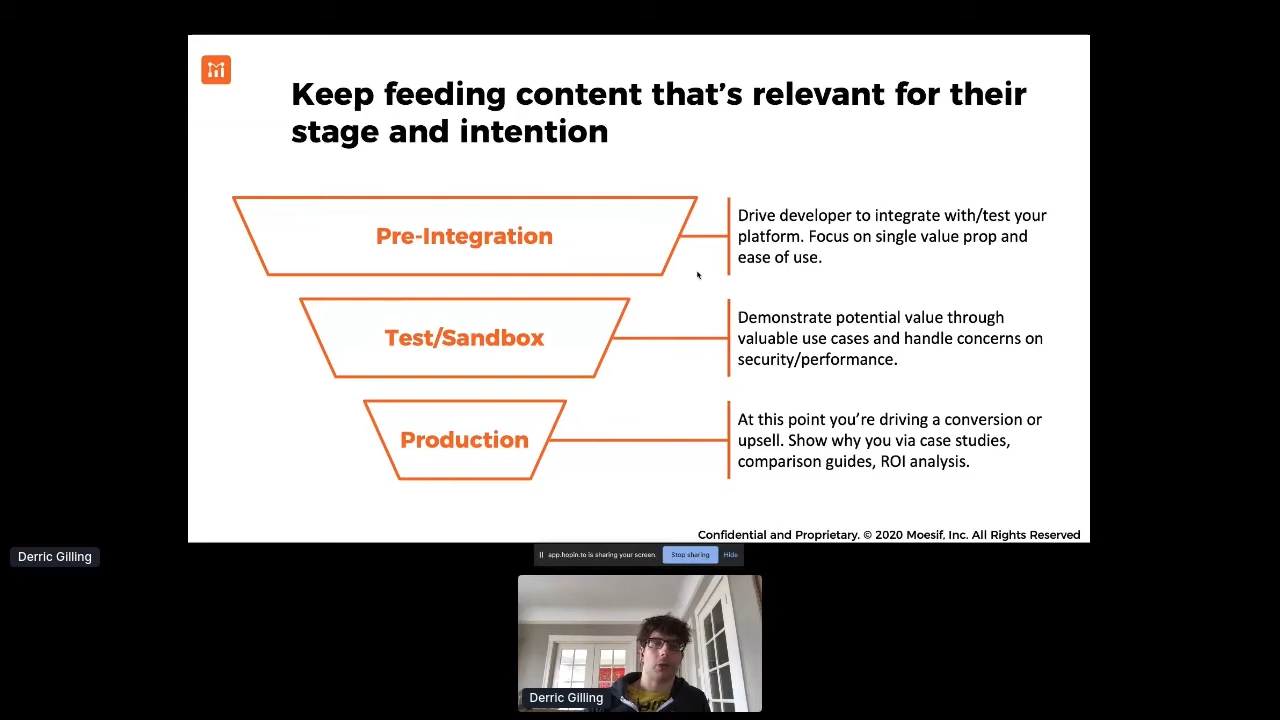 Keep feeding content that's relevant for their
stage and intention
Pre-Integration
Drive developer to integrate with/test your
platform. Focus on single value prop and
ease of use.
Test/Sandbox
Demonstrate potential value through
valuable use cases and handle concerns on
security/performance.
Production
At this point you're driving a conversion or
upsell. Show why you via case studies,
comparison guides, ROI analysis.
Confidential and Proprietary. © 2020 Moesif, Inc. All Rights Reserved
Derric Gilling
app.hopin.to is sharing your screen.
Stop sharing
Hide
Derric Gilling